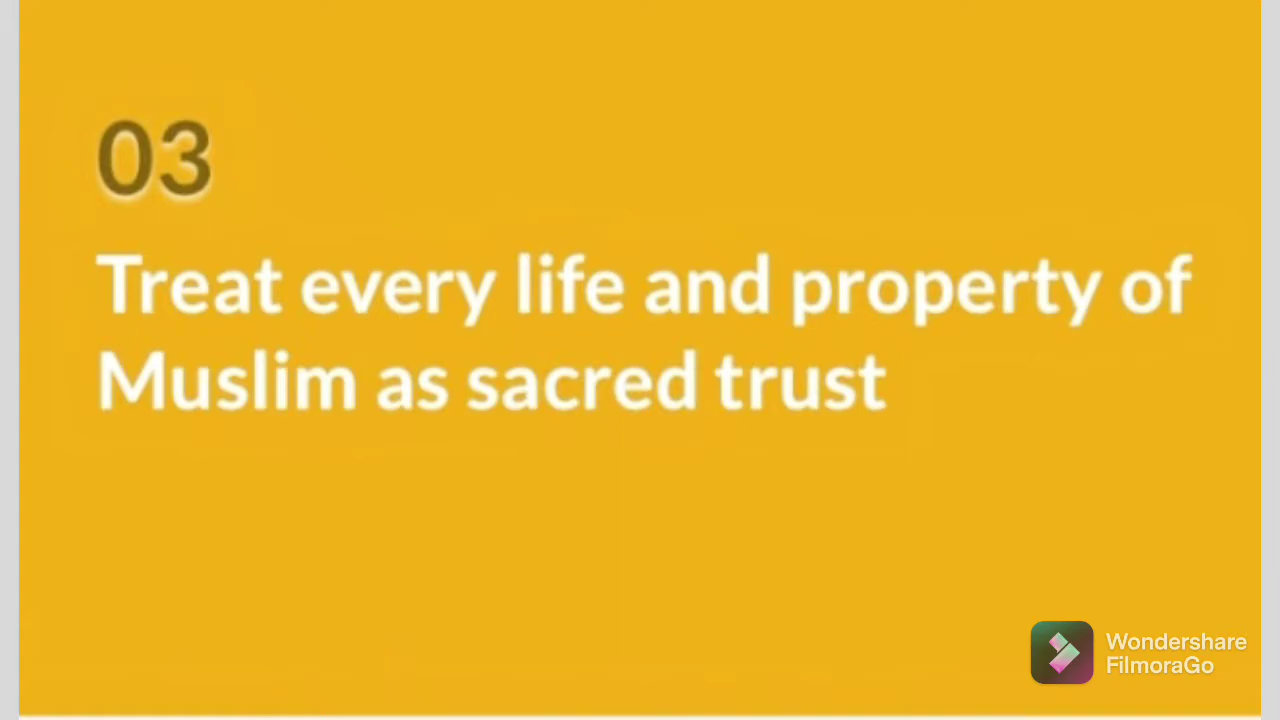 03
Treat every life and property of
Muslim as sacred trust
Wondershare
FilmoraGo